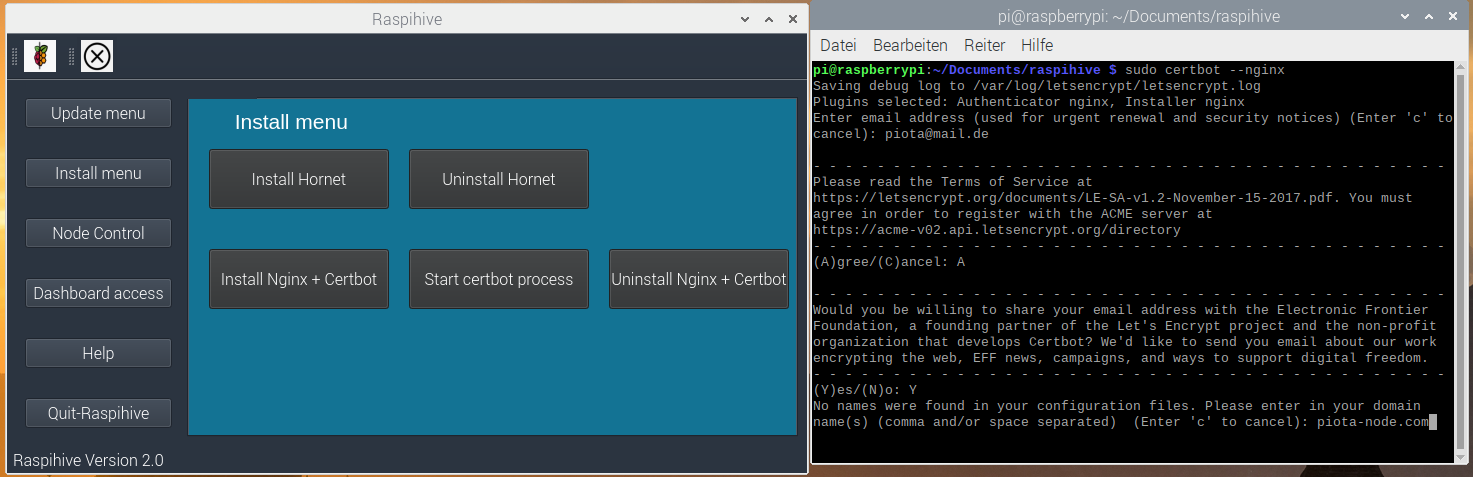 Raspihive
Update menu
Install menu
Node Control
Dashboard access
Help
Quit-Raspihive
Install menu
Install Hornet
Uninstall Hornet
Install Nginx + Certbot
Start certbot process
Uninstall Nginx + Certbot
Raspihive Version 2.0
pi@raspberrypi: ~/Documents/raspihive
Datei Bearbeiten Reiter Hilfe
pi@raspberrypi:~/Documents/raspihive $ sudo certbot --nginx
Saving debug log to /var/log/letsencrypt/letsencrypt.log
Plugins selected: Authenticator nginx, Installer nginx
Enter email address (used for urgent renewal and security notices) (Enter 'c' to
cancel): piota@mail.de
- - - - - - - - - - - - - - - - - - - - - - - - - - - - - - - - - - - - - - - -
Please read the Terms of Service at
https://letsencrypt.org/documents/LE-SA-v1.2-November-15-2017.pdf. You must
agree in order to register with the ACME server at
https://acme-v02.api.letsencrypt.org/directory
- - - - - - - - - - - - - - - - - - - - - - - - - - - - - - - - - - - - - - - -
(A)gree/(C)ancel: A
- - - - - - - - - - - - - - - - - - - - - - - - - - - - - - - - - - - - - - - -
Would you be willing to share your email address with the Electronic Frontier
Foundation, a founding partner of the Let's Encrypt project and the non-profit
organization that develops Certbot? We'd like to send you email about our work
encrypting the web, EFF news, campaigns, and ways to support digital freedom.
- - - - - - - - - - - - - - - - - - - - - - - - - - - - - - - - - - - - - - - -
(Y)es/(N)o: Y
No names were found in your configuration files. Please enter in your domain
name(s) (comma and/or space separated)  (Enter 'c' to cancel): piota-node.com